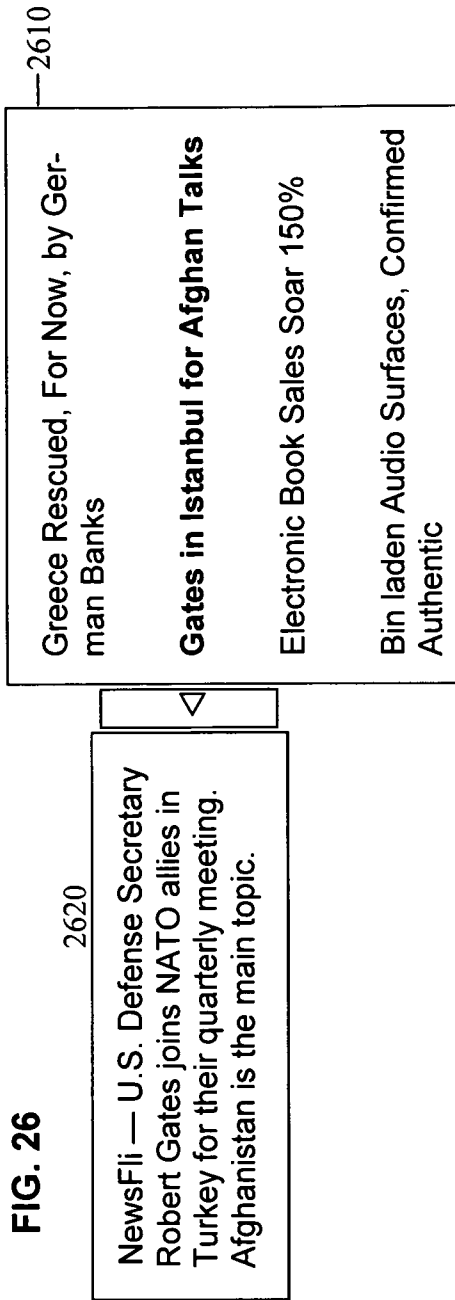 FIG. 26
2620
NewsFli — U.S. Defense Secretary
Robert Gates joins NATO allies in
Turkey for their quarterly meeting.
Afghanistan is the main topic.
2610
Greece Rescued, For Now, by Ger-
man Banks
Gates in Istanbul for Afghan Talks
Electronic Book Sales Soar 150%
Bin laden Audio Surfaces, Confirmed
Authentic